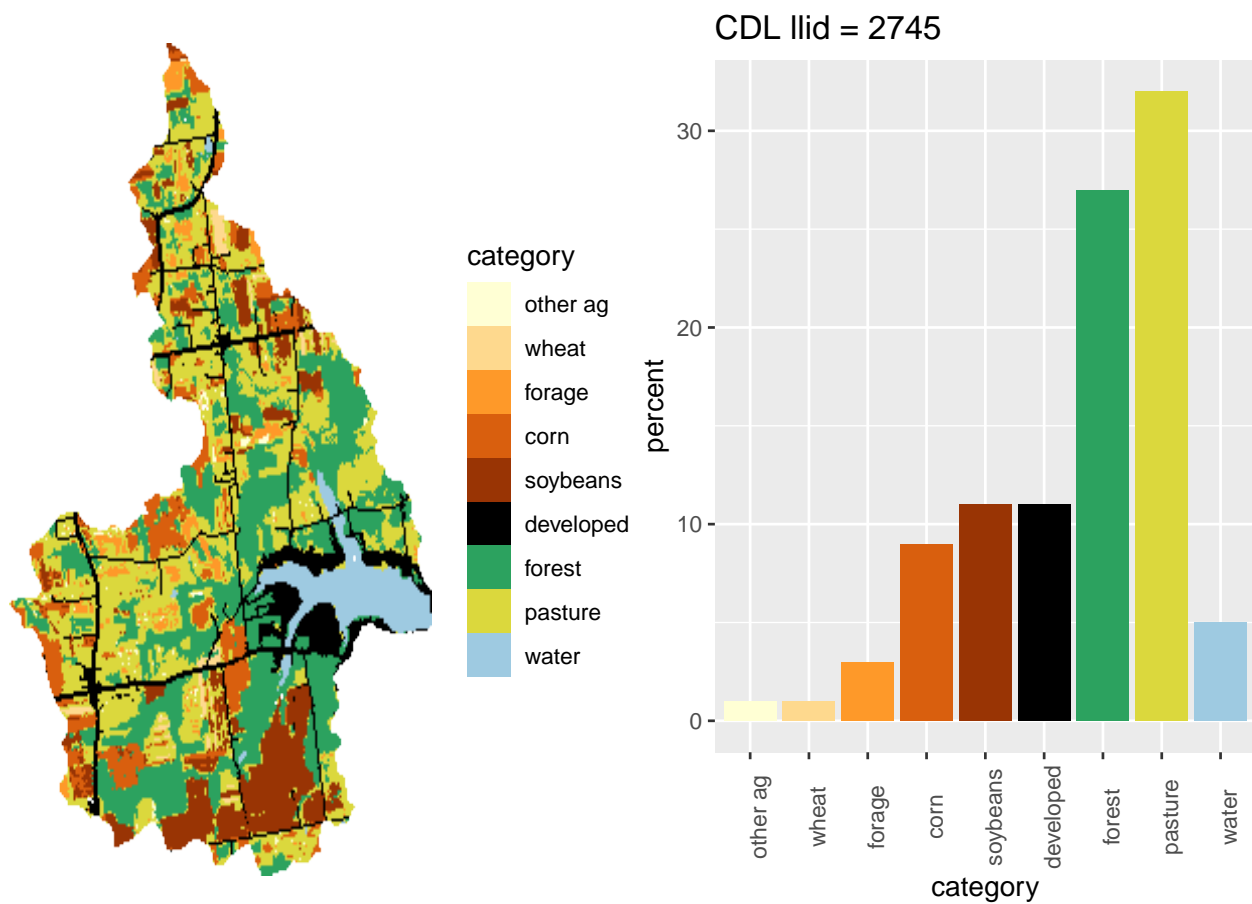 CDL llid = 2745
category
other ag
wheat
forage
corn
soybeans
developed
forest
pasture
water
percent
30
20
10
0
other ag
wheat
forage
corn
soybeans
developed
forest
pasture
water
category